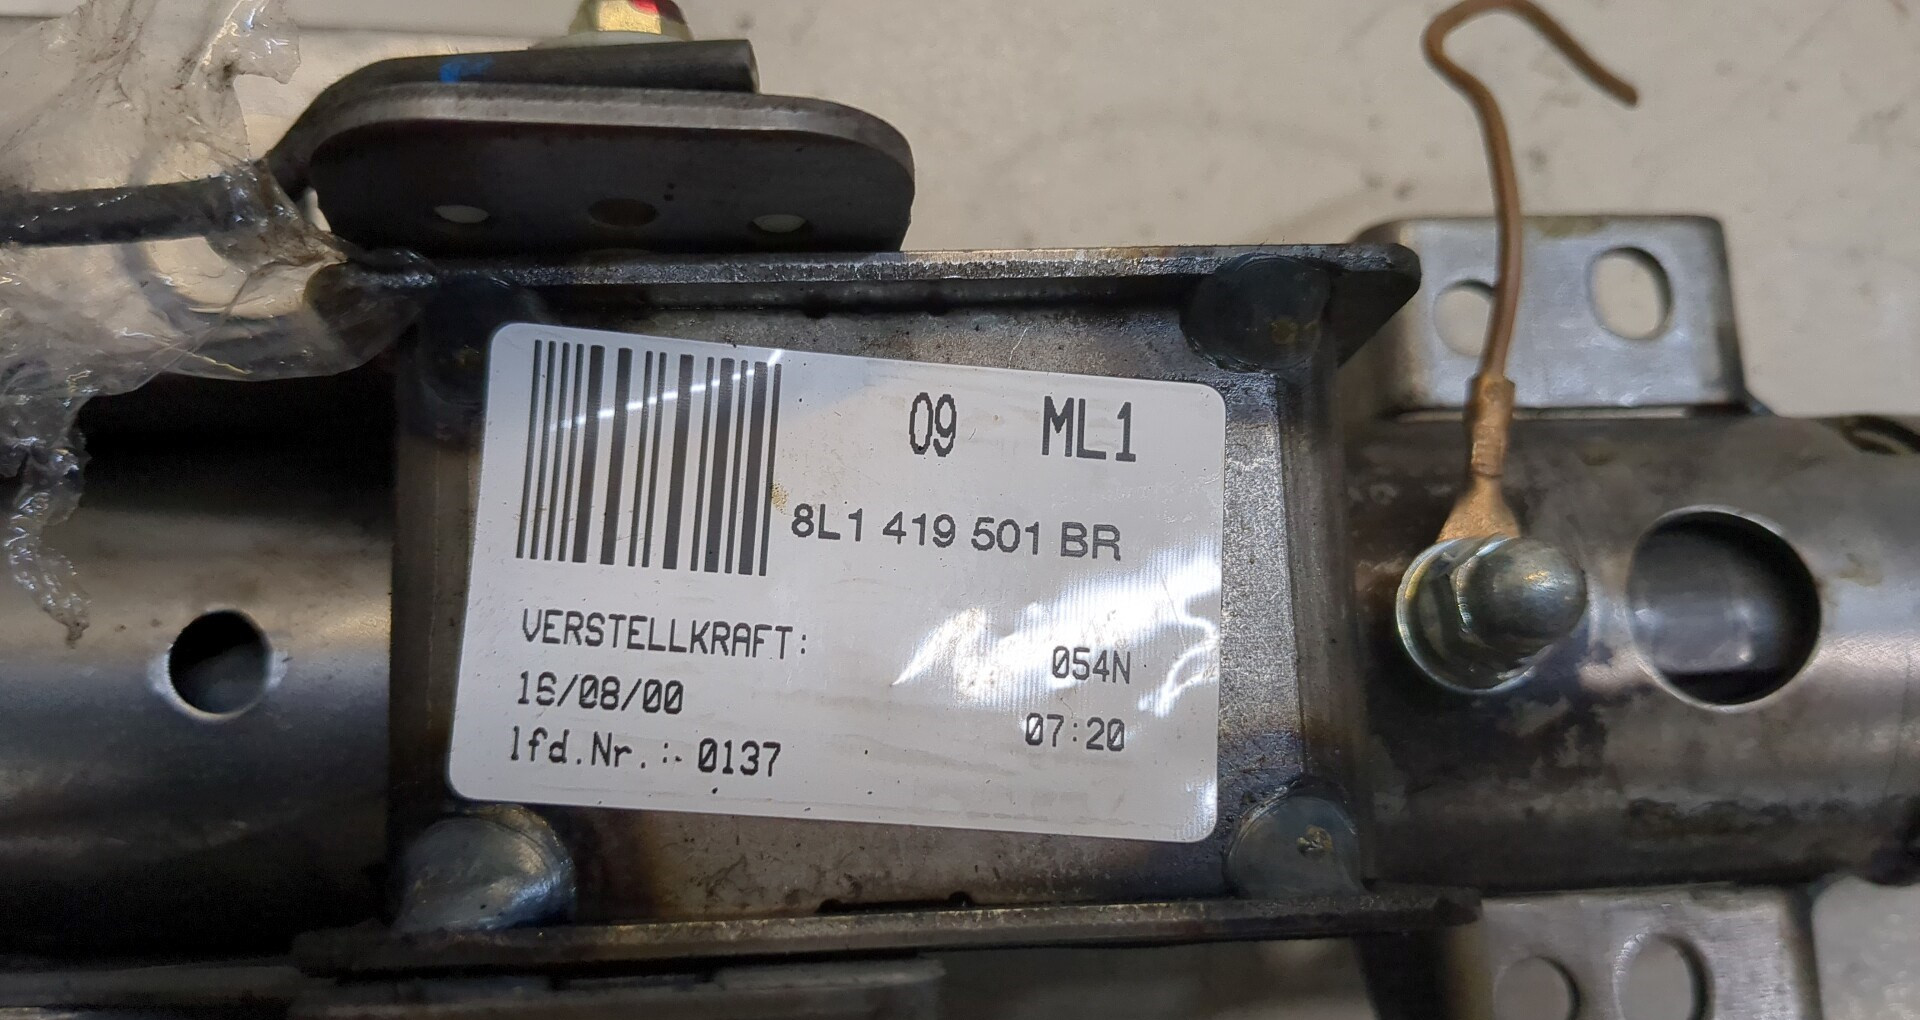 09 ML1
8L1 419 501 BR
VERSTELLKRAFT: 054N
16/08/00 07:20
lfd.Nr.: 0137